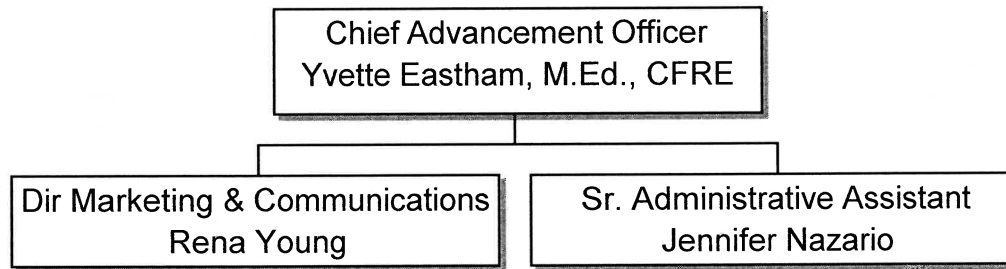 Chief Advancement Officer
Yvette Eastham, M.Ed., CFRE
Dir Marketing & Communications
Rena Young
Sr. Administrative Assistant
Jennifer Nazario